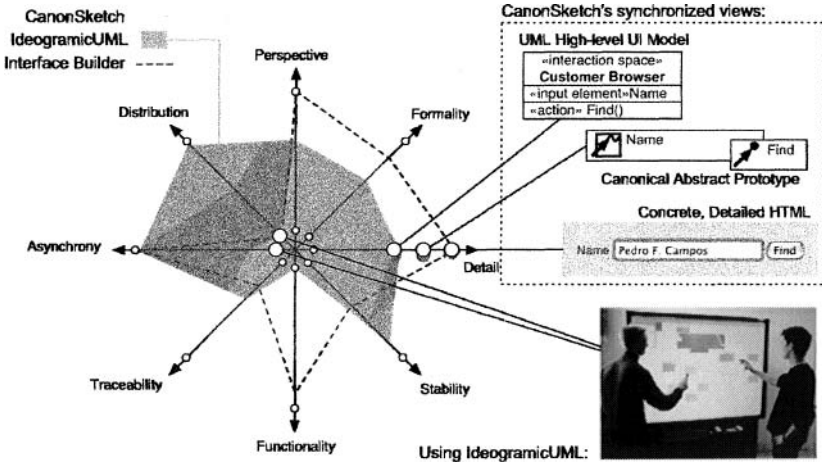 CanonSketch
IdeogramicUML
Interface Builder
Perspective
Distribution
Formality
Asynchrony
Detail
Traceability
Stability
Functionality
CanonSketch's synchronized views:
UML High-level UI Model
«interaction space»
Customer Browser
«input element»Name
«action» Find()
Name
Find
Canonical Abstract Prototype
Concrete, Detailed HTML
Name Pedro F. Campos Find
Using IdeogramicUML: